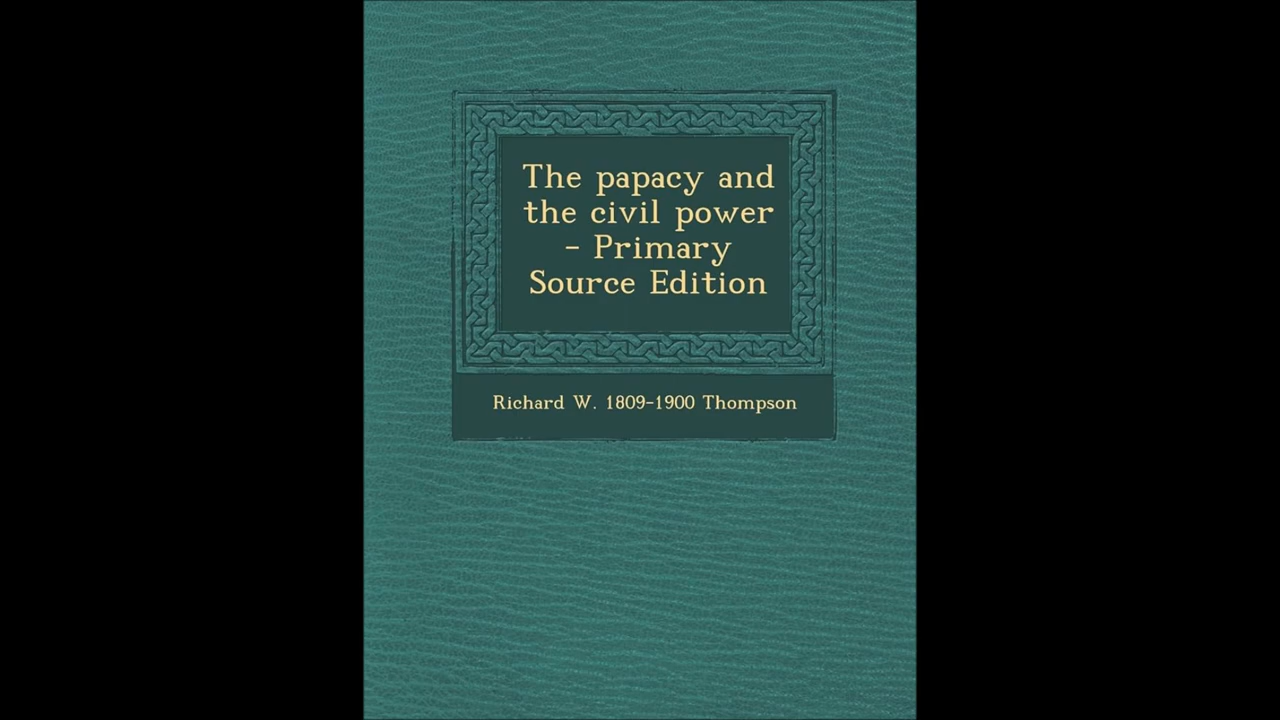 The papacy and
the civil power
- Primary
Source Edition
Richard W. 1809-1900 Thompson